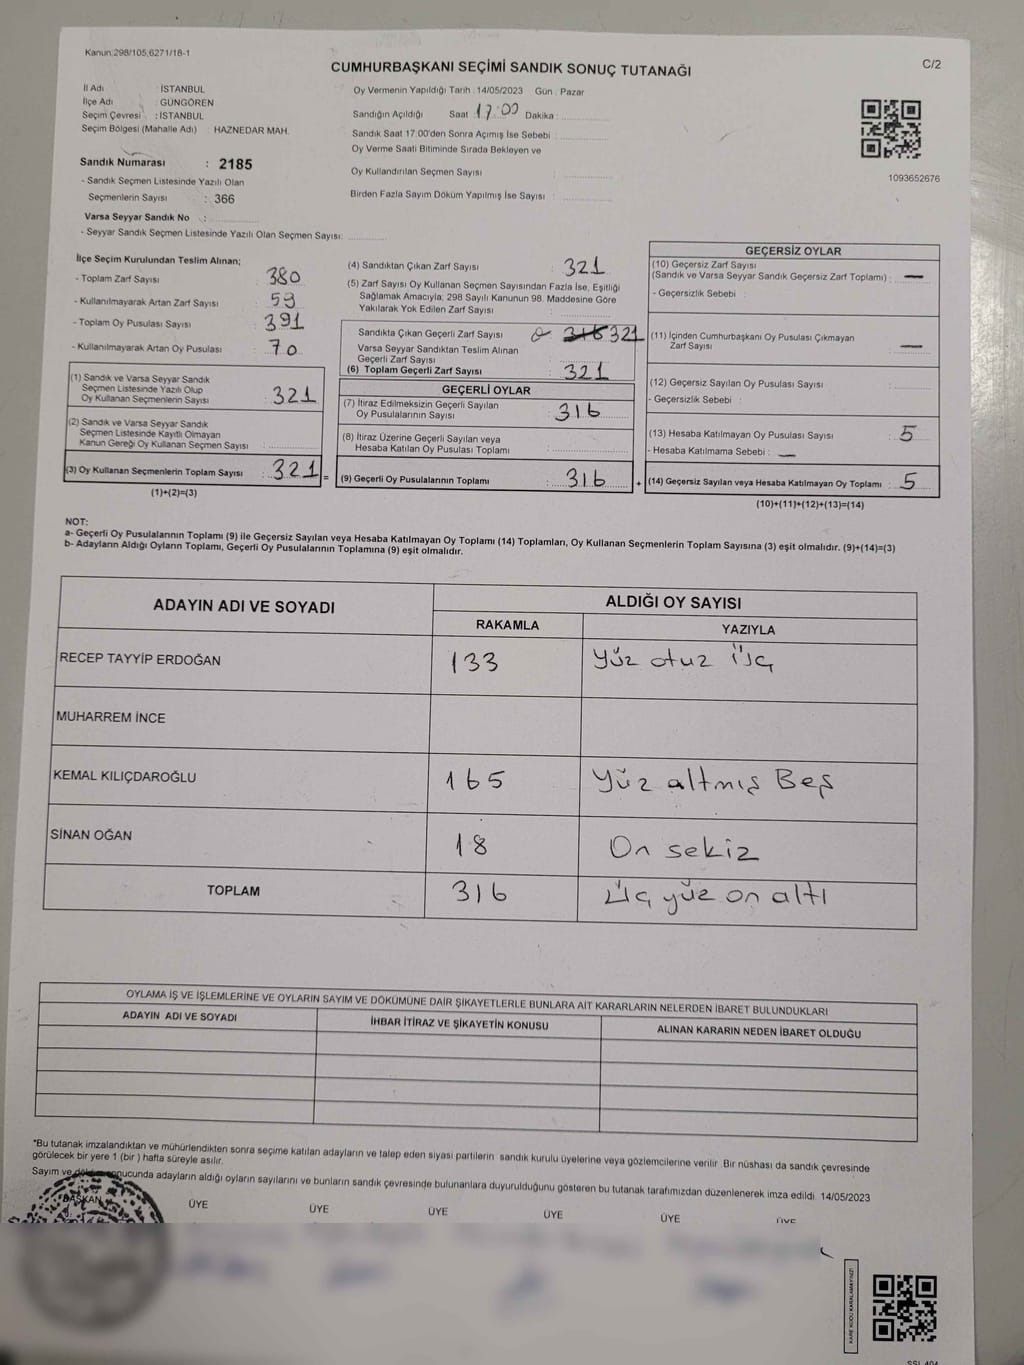 Kanun;298/105,6271/18-1
C/2
CUMHURBAŞKANI SEÇİMİ SANDIK SONUÇ TUTANAĞI
İl Adı : İSTANBUL
İlçe Adı : GÜNGÖREN
Seçim Çevresi : İSTANBUL
Seçim Bölgesi (Mahalle Adı) : HAZNEDAR MAH.
Sandık Numarası : 2185
- Sandık Seçmen Listesinde Yazılı Olan
Seçmenlerin Sayısı : 366
Varsa Seyyar Sandık No :
- Seyyar Sandık Seçmen Listesinde Yazılı Olan Seçmen Sayısı:
Oy Vermenin Yapıldığı Tarih : 14/05/2023 Gün : Pazar
Sandığın Açıldığı Saat 17:00 Dakika :
Sandık Saat 17:00'den Sonra Açımış İse Sebebi :
Oy Verme Saati Bitiminde Sırada Bekleyen ve
Oy Kullandırılan Seçmen Sayısı :
Birden Fazla Sayım Döküm Yapılmış İse Sayısı :
1093652676
İlçe Seçim Kurulundan Teslim Alınan;
- Toplam Zarf Sayısı : 380
- Kullanılmayarak Artan Zarf Sayısı : 59
- Toplam Oy Pusulası Sayısı : 391
- Kullanılmayarak Artan Oy Pusulası : 70
(1) Sandık ve Varsa Seyyar Sandık
Seçmen Listesinde Yazılı Olup
Oy Kullanan Seçmenlerin Sayısı : 321
(2) Sandık ve Varsa Seyyar Sandık
Seçmen Listesinde Kayıtlı Olmayan
Kanun Gereği Oy Kullanan Seçmen Sayısı :
(3) Oy Kullanan Seçmenlerin Toplam Sayısı : 321 =
(1)+(2)=(3)
(4) Sandıktan Çıkan Zarf Sayısı : 321
(5) Zarf Sayısı Oy Kullanan Seçmen Sayısından Fazla İse, Eşitliği
Sağlamak Amacıyla; 298 Sayılı Kanunun 98. Maddesine Göre
Yakılarak Yok Edilen Zarf Sayısı :
Sandıkta Çıkan Geçerli Zarf Sayısı 316 321
Varsa Seyyar Sandıktan Teslim Alınan
Geçerli Zarf Sayısı
(6) Toplam Geçerli Zarf Sayısı : 321
GEÇERLİ OYLAR
(7) İtiraz Edilmeksizin Geçerli Sayılan
Oy Pusulalarının Sayısı : 316
(8) İtiraz Üzerine Geçerli Sayılan veya
Hesaba Katılan Oy Pusulası Toplamı :
(9) Geçerli Oy Pusulalarının Toplamı : 316 +
GEÇERSİZ OYLAR
(10) Geçersiz Zarf Sayısı
(Sandık ve Varsa Seyyar Sandık Geçersiz Zarf Toplamı) : —
- Geçersizlik Sebebi :
(11) İçinden Cumhurbaşkanı Oy Pusulası Çıkmayan
Zarf Sayısı —
(12) Geçersiz Sayılan Oy Pusulası Sayısı :
- Geçersizlik Sebebi :
(13) Hesaba Katılmayan Oy Pusulası Sayısı : 5
- Hesaba Katılmama Sebebi : —
(14) Geçersiz Sayılan veya Hesaba Katılmayan Oy Toplamı : 5
(10)+(11)+(12)+(13)=(14)
NOT:
a- Geçerli Oy Pusulalarının Toplamı (9) ile Geçersiz Sayılan veya Hesaba Katılmayan Oy Toplamı (14) Toplamları, Oy Kullanan Seçmenlerin Toplam Sayısına (3) eşit olmalıdır. (9)+(14)=(3)
b- Adayların Aldığı Oyların Toplamı, Geçerli Oy Pusulalarının Toplamına (9) eşit olmalıdır.
ADAYIN ADI VE SOYADI ALDIĞI OY SAYISI
RAKAMLA YAZIYLA
RECEP TAYYİP ERDOĞAN 133 Yüz otuz üç
MUHARREM İNCE
KEMAL KILIÇDAROĞLU 165 Yüz altmış Beş
SİNAN OĞAN 18 On sekiz
TOPLAM 316 Üç yüz on altı
OYLAMA İŞ VE İŞLEMLERİNE VE OYLARIN SAYIM VE DÖKÜMÜNE DAİR ŞİKAYETLERLE BUNLARA AİT KARARLARIN NELERDEN İBARET BULUNDUKLARI
ADAYIN ADI VE SOYADI İHBAR İTİRAZ VE ŞİKAYETİN KONUSU ALINAN KARARIN NEDEN İBARET OLDUĞU
*Bu tutanak imzalandıktan ve mühürlendikten sonra seçime katılan adayların ve talep eden siyasi partilerin sandık kurulu üyelerine veya gözlemcilerine verilir. Bir nüshası da sandık çevresinde
görülecek bir yere 1 (bir ) hafta süreyle asılır.
Sayım ve döküm sonucunda adayların aldığı oyların sayılarını ve bunların sandık çevresinde bulunanlara duyurulduğunu gösteren bu tutanak tarafımızdan düzenlenerek imza edildi. 14/05/2023
BAŞKAN ÜYE ÜYE ÜYE ÜYE ÜYE ÜYE
KARE KODU KARALAMAYINIZ!